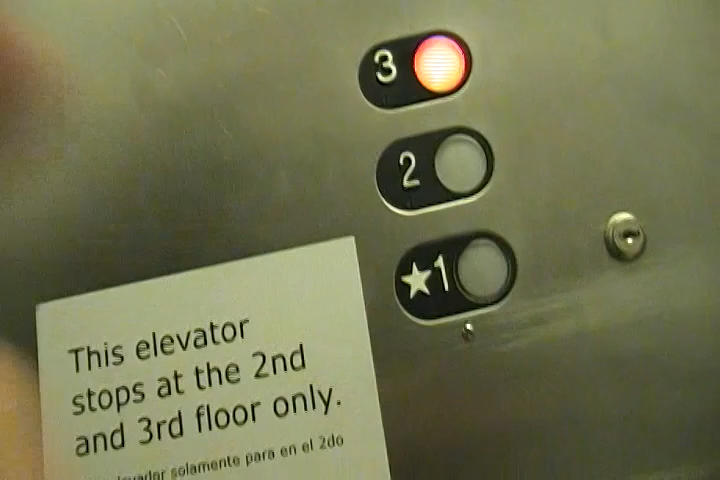 3
2
★1
This elevator
stops at the 2nd
and 3rd floor only.
solamente para en el 2do